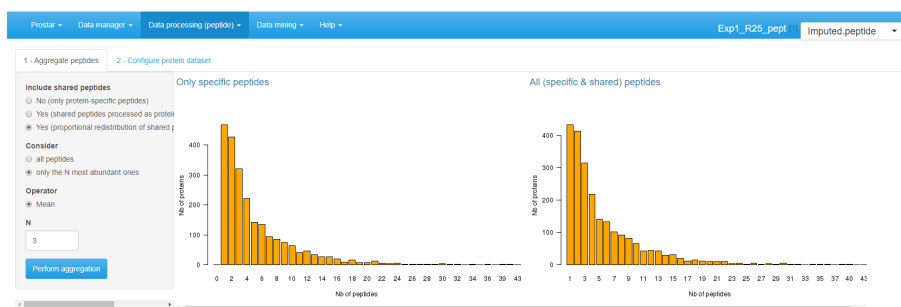 Prostar Data manager Data processing (peptide) Data mining Help Exp1_R25_pept Imputed.peptide
1 - Aggregate peptides 2 - Configure protein dataset
Include shared peptides
No (only protein-specific peptides)
Yes (shared peptides processed as protei
Yes (proportional redistribution of shared p
Consider
all peptides
only the N most abundant ones
Operator
Mean
N
3
Perform aggregation
Only specific peptides
Nb of proteins
400
300
200
100
0
0 2 4 6 8 10 12 14 16 18 20 22 24 26 28 30 32 34 36 39 43
Nb of peptides
All (specific & shared) peptides
Nb of proteins
400
300
200
100
0
1 3 5 7 9 11 13 15 17 19 21 23 25 27 29 31 33 35 37 40 43
Nb of peptides